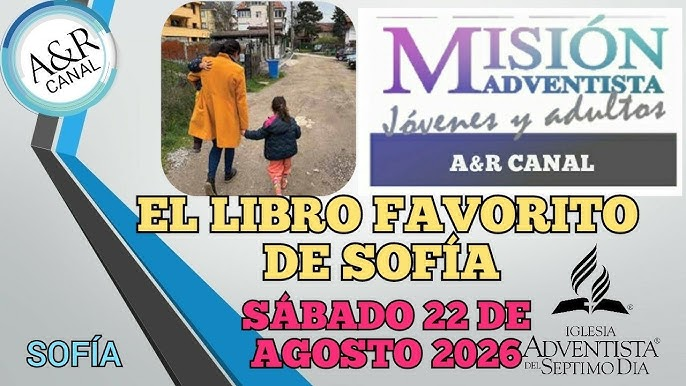 A&R
CANAL
MISIÓN
ADVENTISTA
Jóvenes y adultos
A&R CANAL
EL LIBRO FAVORITO
DE SOFÍA
SÁBADO 22 DE
AGOSTO 2026
SOFÍA
IGLESIA
ADVENTISTA®
DEL SÉPTIMO DIA